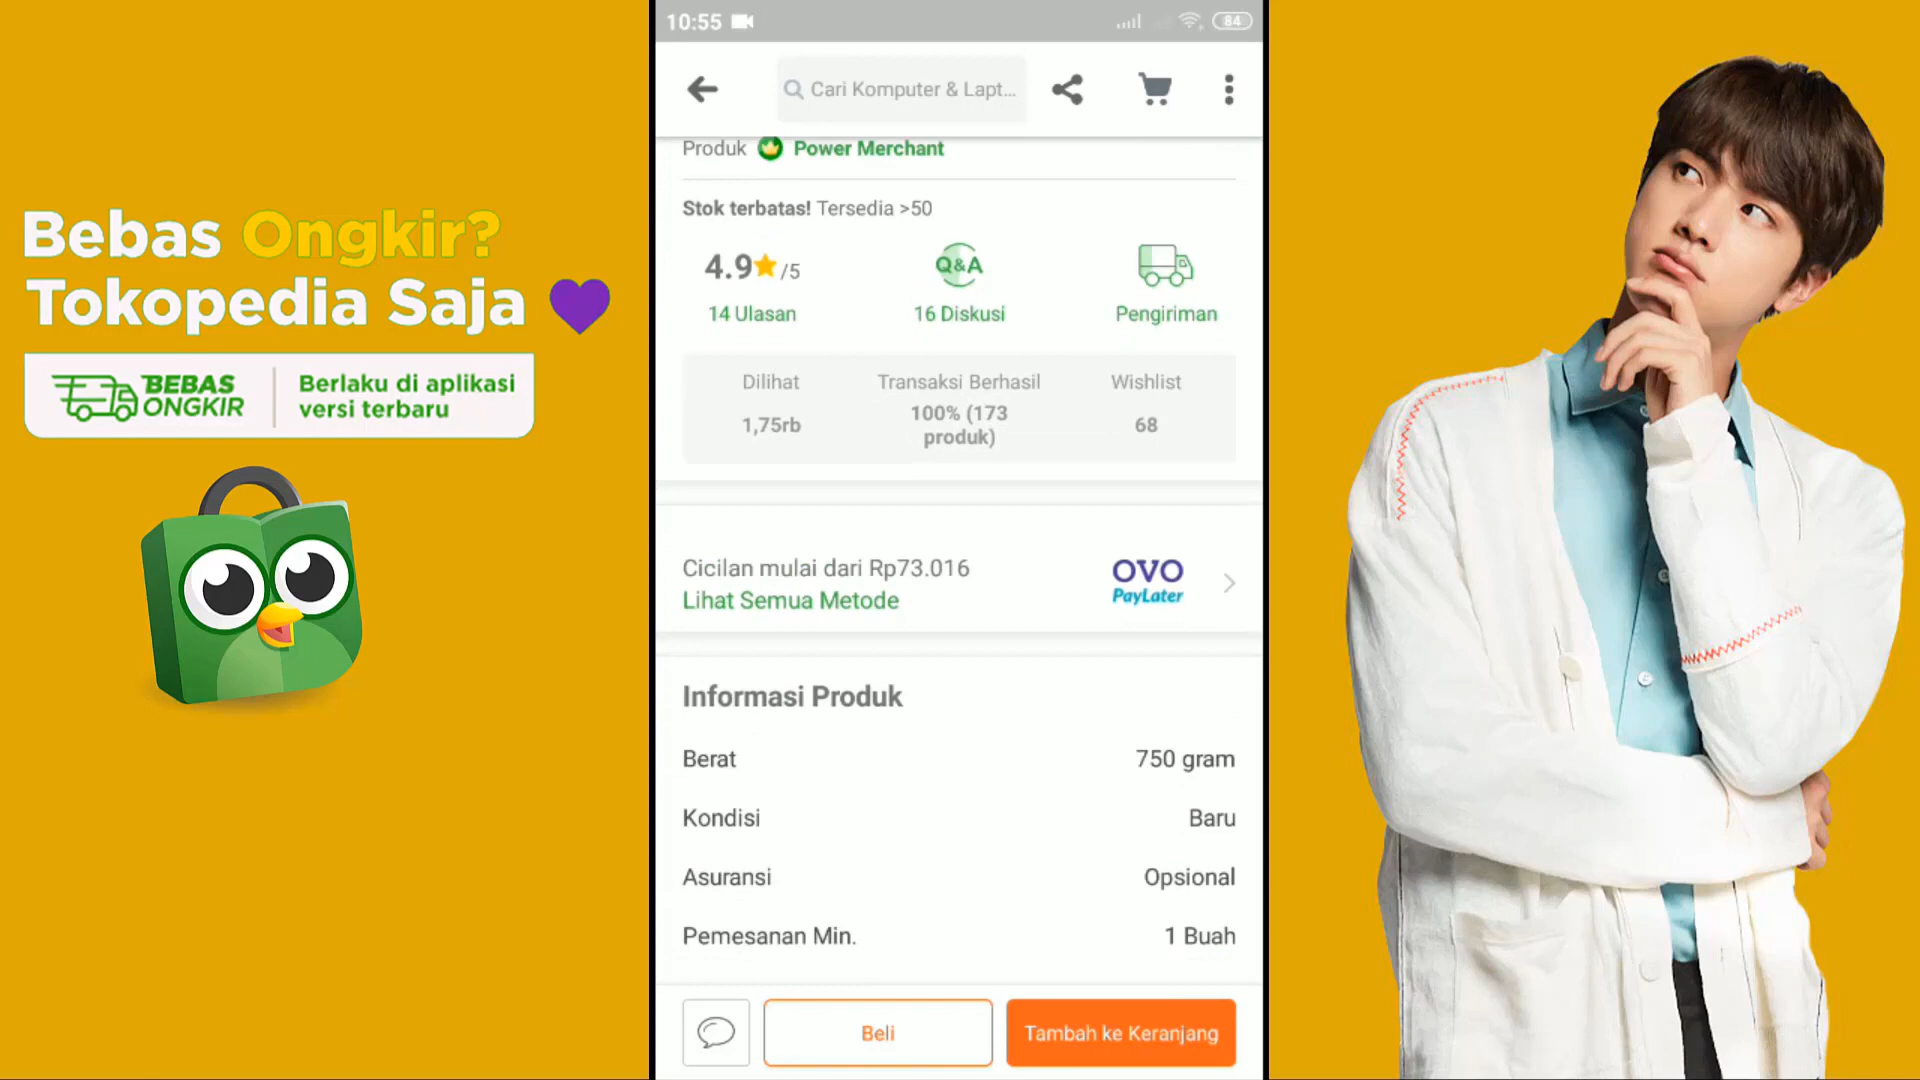 Bebas Ongkir?
Tokopedia Saja
BEBAS
ONGKIR
Berlaku di aplikasi
versi terbaru
10:55
84
Cari Komputer & Lapt...
Produk Power Merchant
Stok terbatas! Tersedia >50
4.9 /5
Q&A
14 Ulasan
16 Diskusi
Pengiriman
Dilihat
Transaksi Berhasil
Wishlist
1,75rb
100% (173
produk)
68
Cicilan mulai dari Rp73.016
Lihat Semua Metode
OVO
PayLater
Informasi Produk
Berat 750 gram
Kondisi Baru
Asuransi Opsional
Pemesanan Min. 1 Buah
Beli
Tambah ke Keranjang